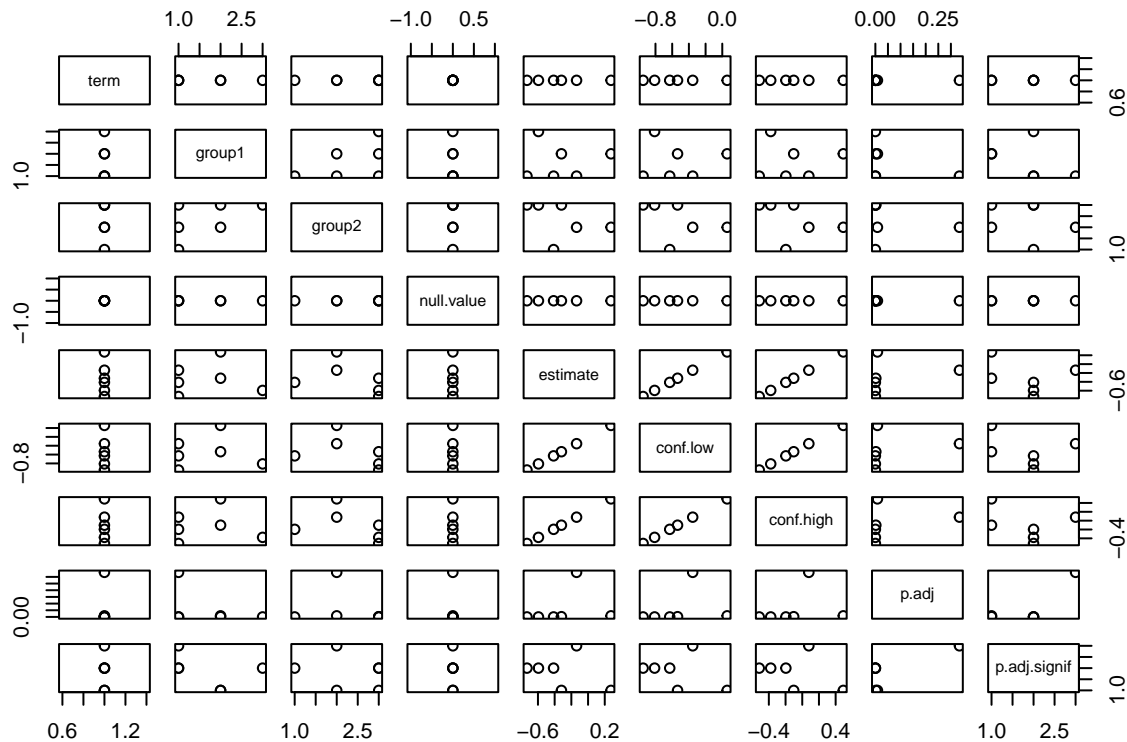 1.0 2.5 −1.0 0.5 −0.8 0.0 0.00 0.25
term 0.6
1.0 group1
group2 1.0
−1.0 null.value
estimate −0.6
−0.8 conf.low
conf.high −0.4
0.00 p.adj
p.adj.signif 1.0
0.6 1.2 1.0 2.5 −0.6 0.2 −0.4 0.4 1.0 2.5